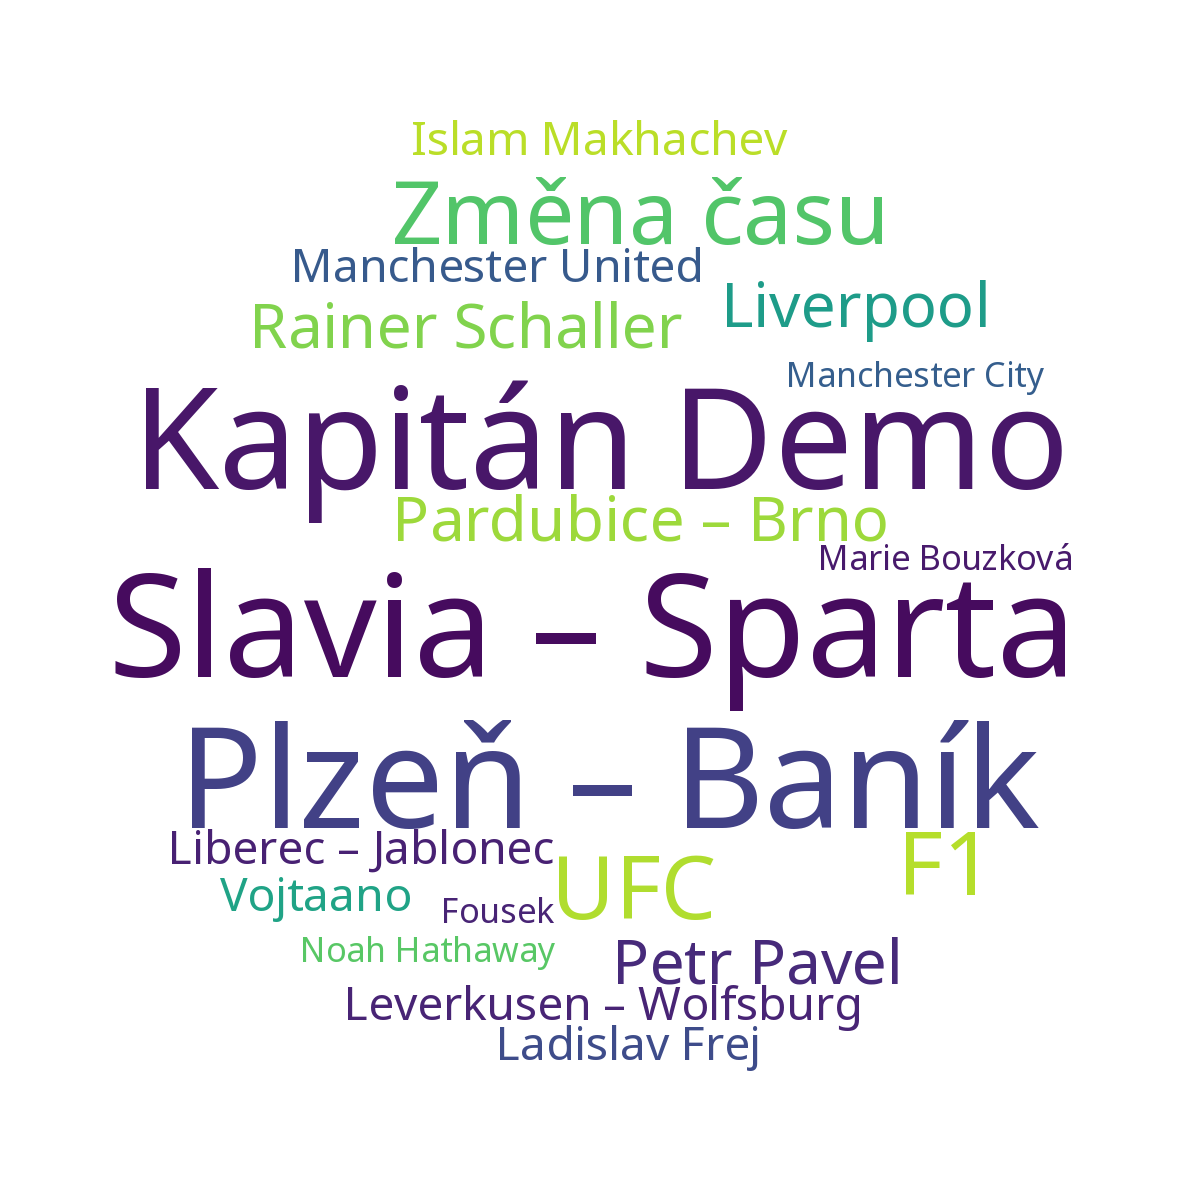 Islam Makhachev
Změna času
Manchester United
Liverpool
Rainer Schaller
Manchester City
Kapitán Demo
Pardubice – Brno
Marie Bouzková
Slavia – Sparta
Plzeň – Baník
Liberec – Jablonec
F1
UFC
Vojtaano
Fousek
Noah Hathaway
Petr Pavel
Leverkusen – Wolfsburg
Ladislav Frej